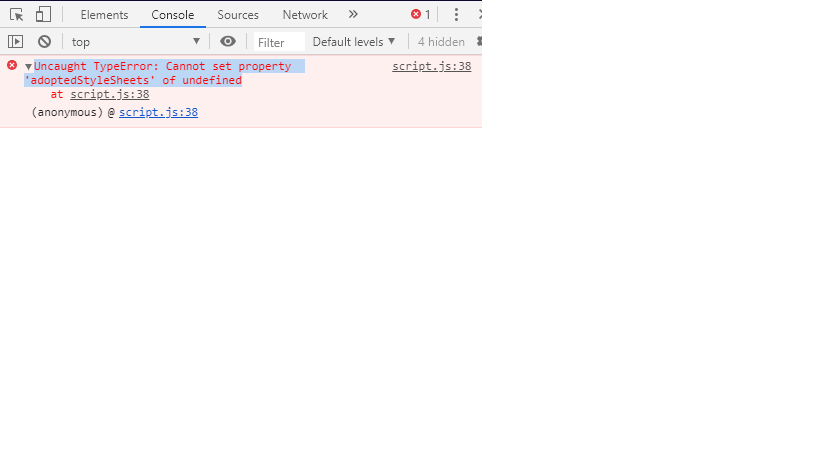 Elements Console Sources Network » 1
top Filter Default levels 4 hidden
Uncaught TypeError: Cannot set property script.js:38
'adoptedStyleSheets' of undefined
at script.js:38
(anonymous) @ script.js:38